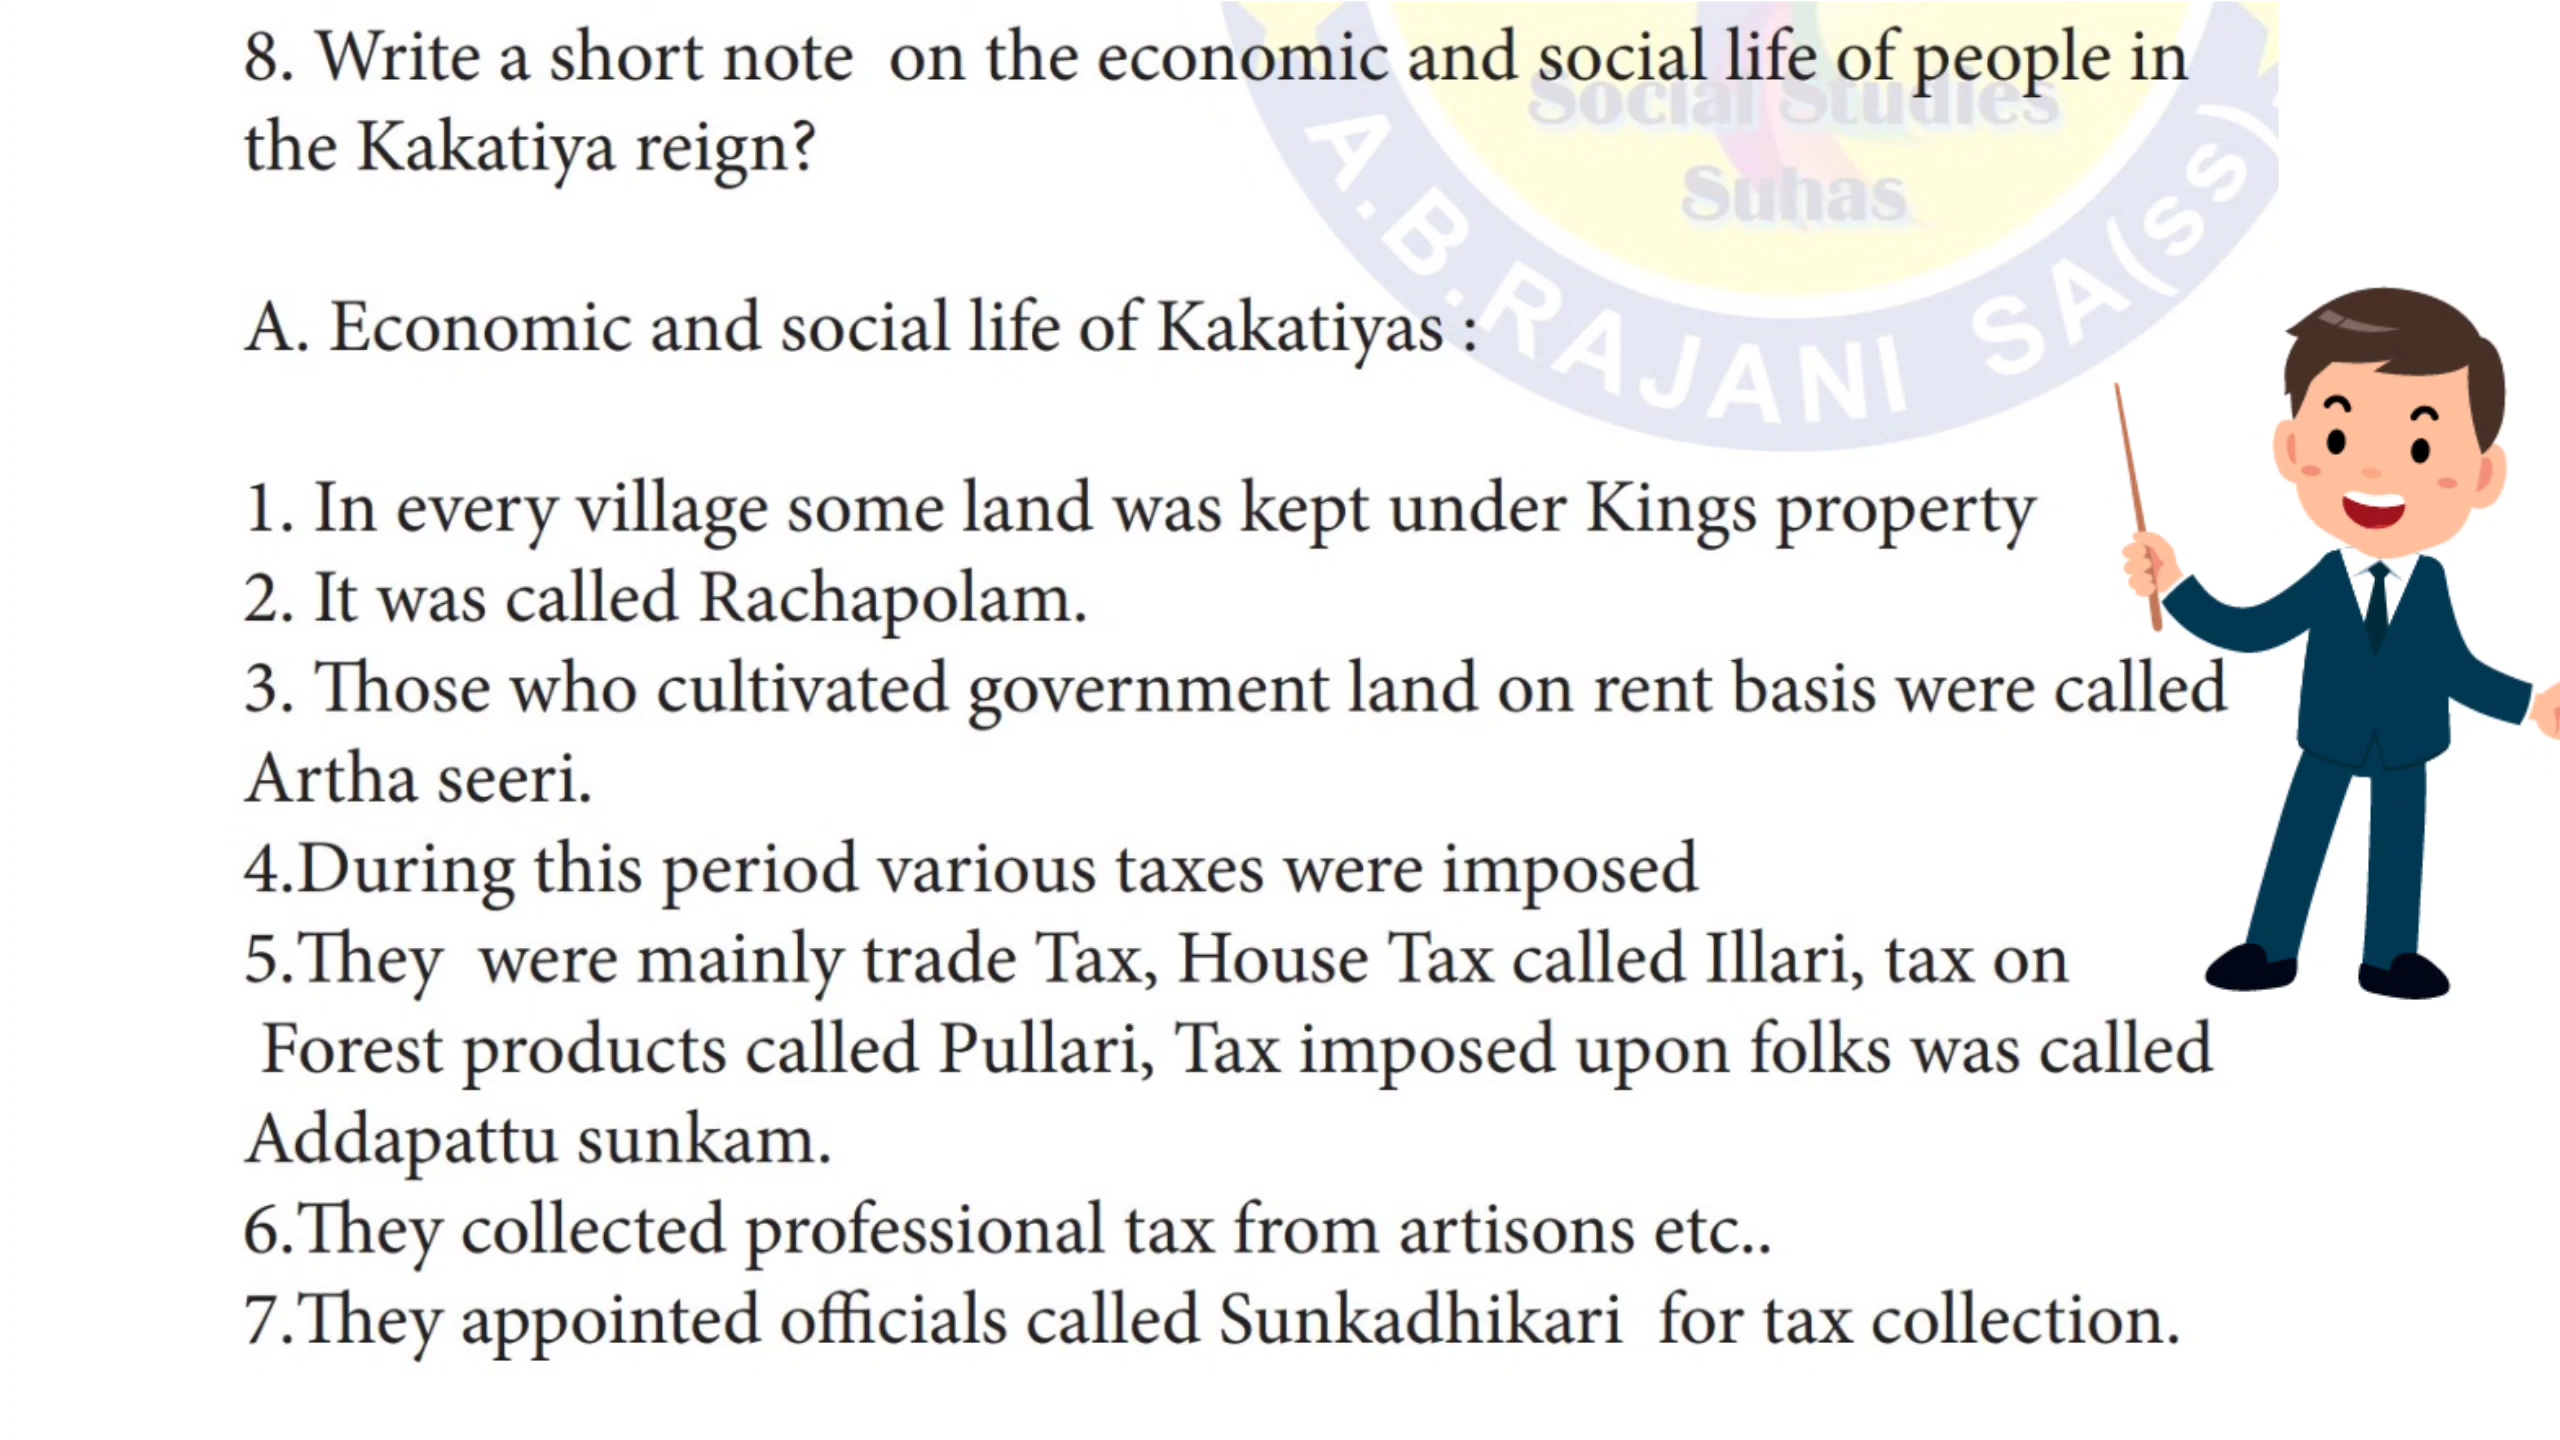 8. Write a short note on the economic and social life of people in
the Kakatiya reign?
Social Studies
Suhas
A.B.RAJANI SA(ss)
A. Economic and social life of Kakatiyas :
1. In every village some land was kept under Kings property
2. It was called Rachapolam.
3. Those who cultivated government land on rent basis were called
Artha seeri.
4.During this period various taxes were imposed
5.They were mainly trade Tax, House Tax called Illari, tax on
Forest products called Pullari, Tax imposed upon folks was called
Addapattu sunkam.
6.They collected professional tax from artisons etc..
7.They appointed officials called Sunkadhikari for tax collection.